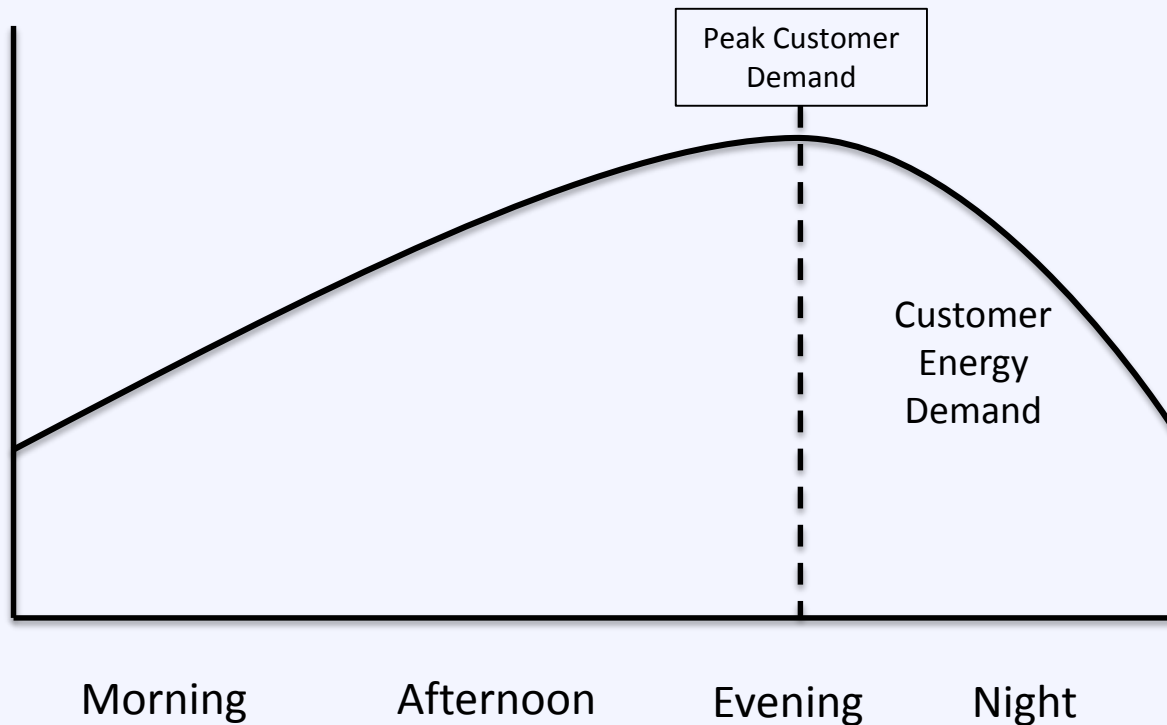 Peak Customer
Demand
Customer
Energy
Demand
Morning
Afternoon
Evening
Night